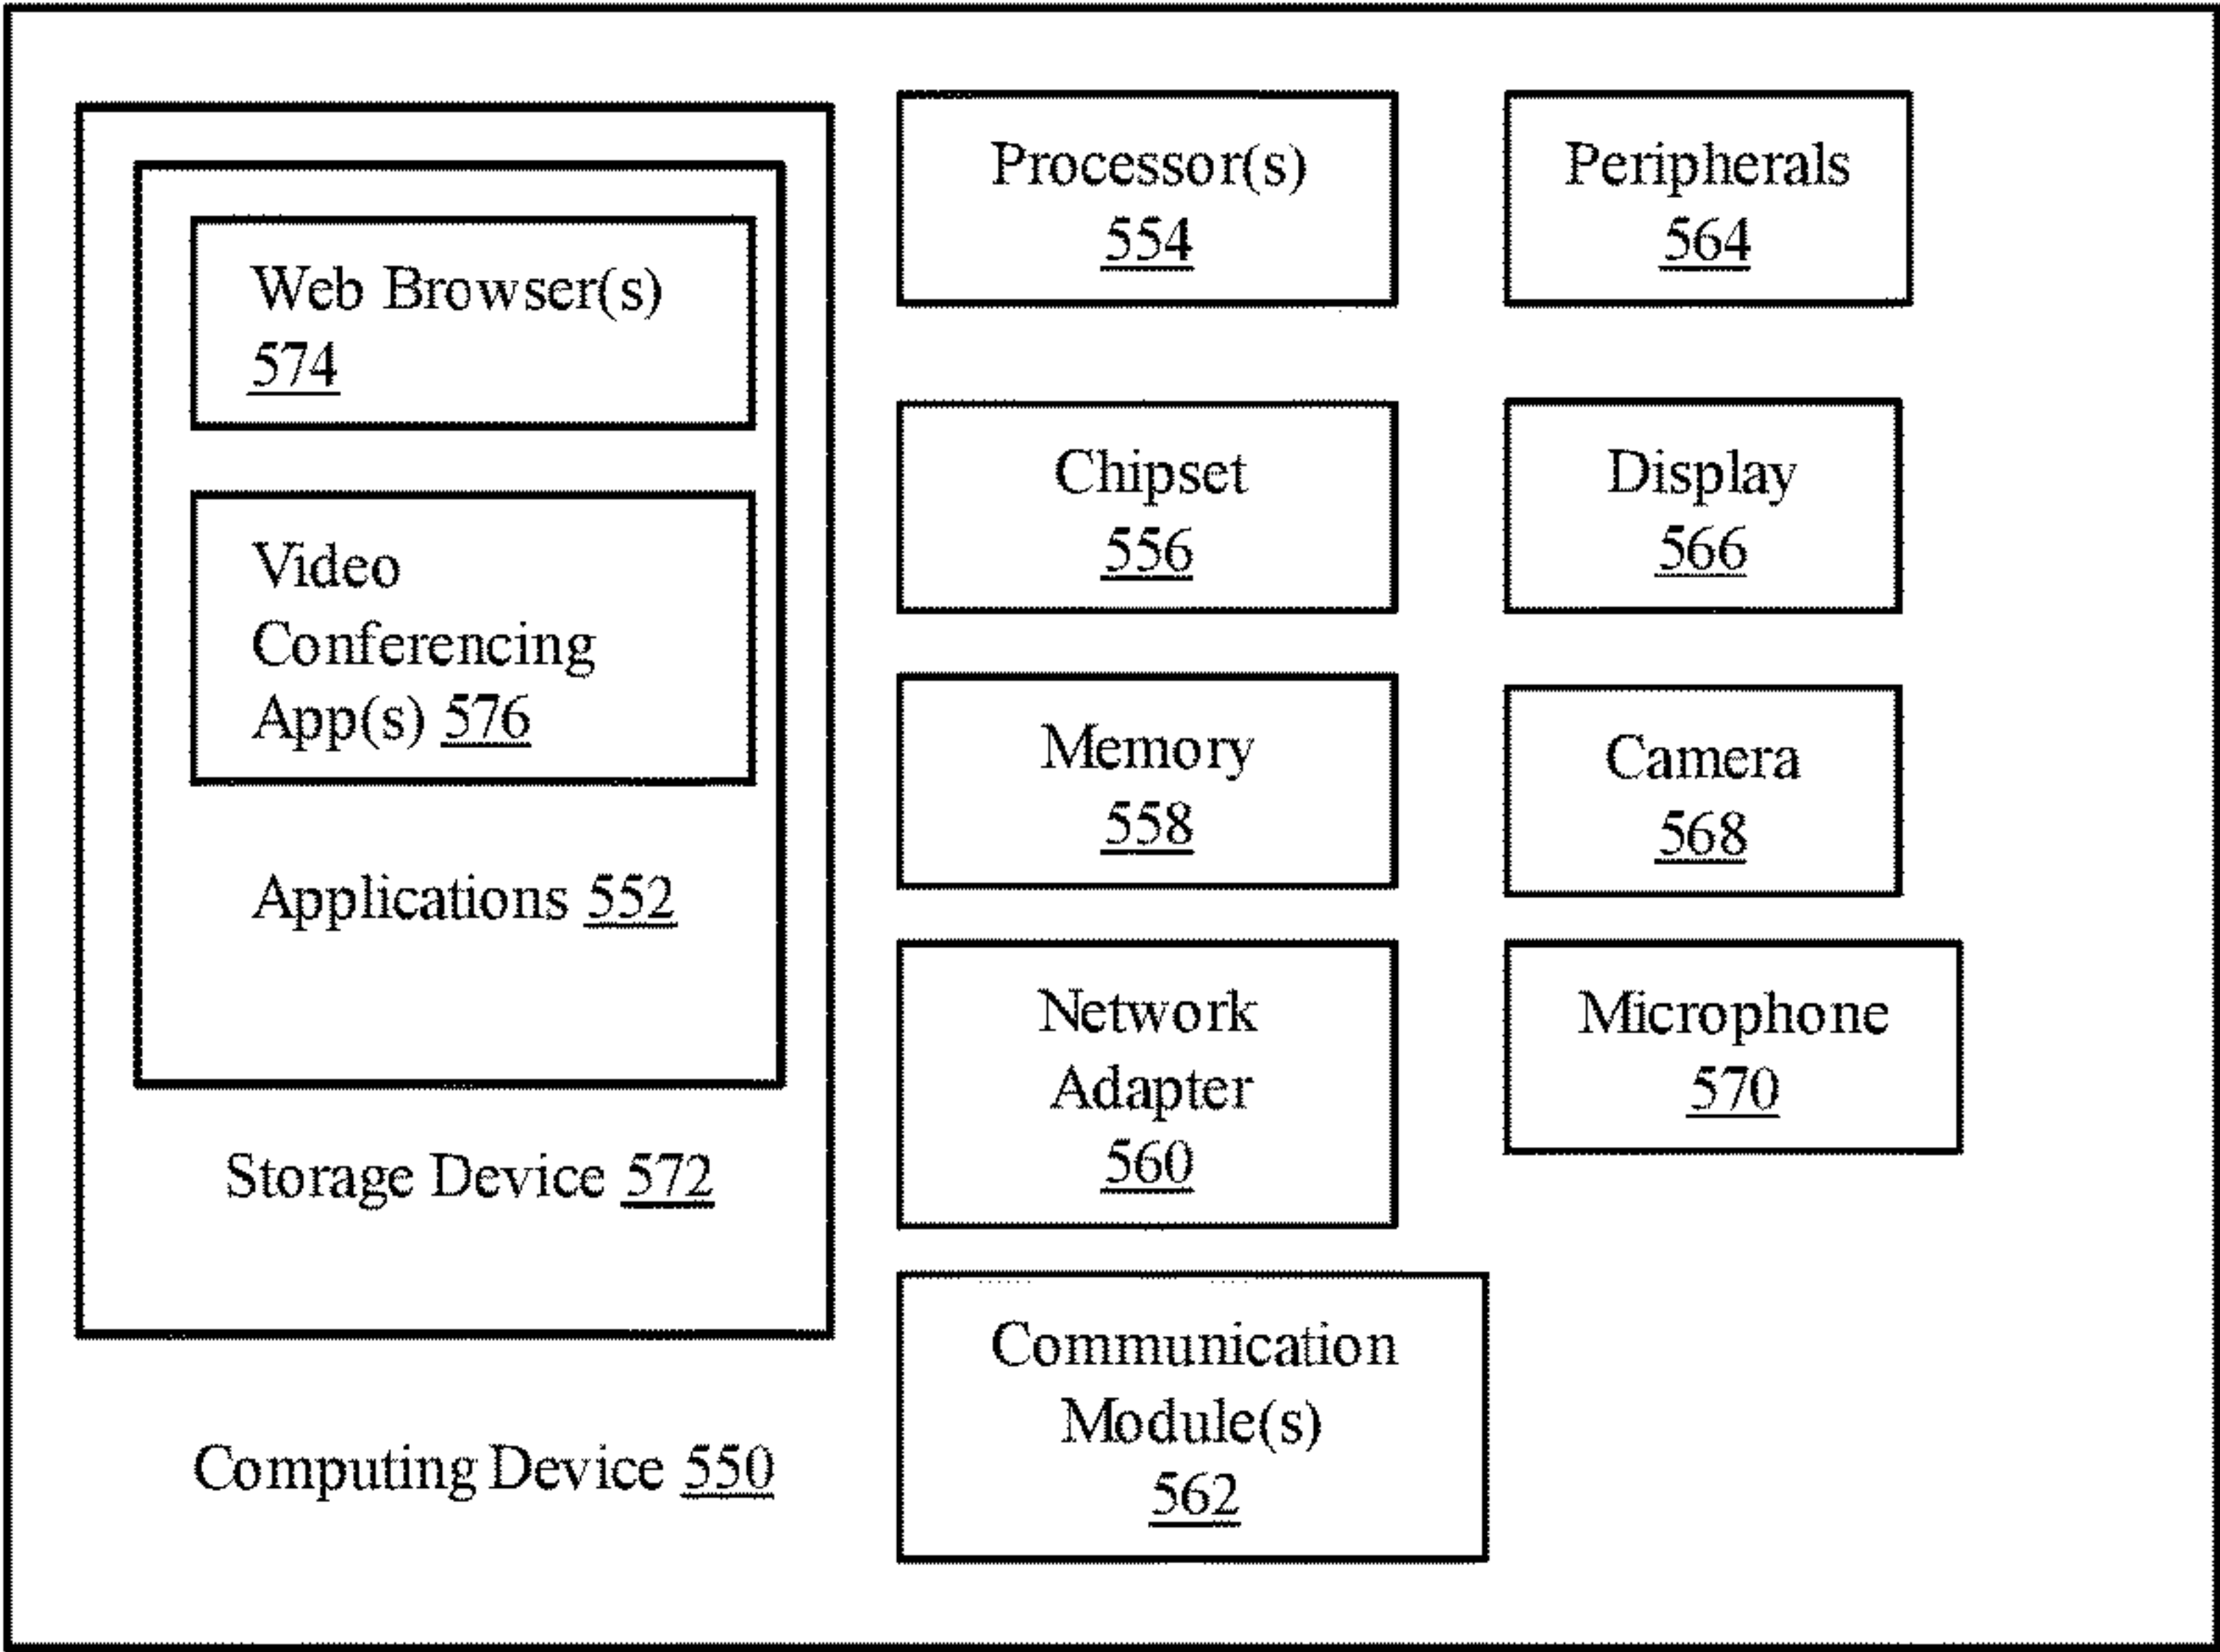 Web Browser(s)
574
Video
Conferencing
App(s) 576
Applications 552
Storage Device 572
Computing Device 550
Processor(s)
554
Chipset
556
Memory
558
Network
Adapter
560
Communication
Module(s)
562
Peripherals
564
Display
566
Camera
568
Microphone
570